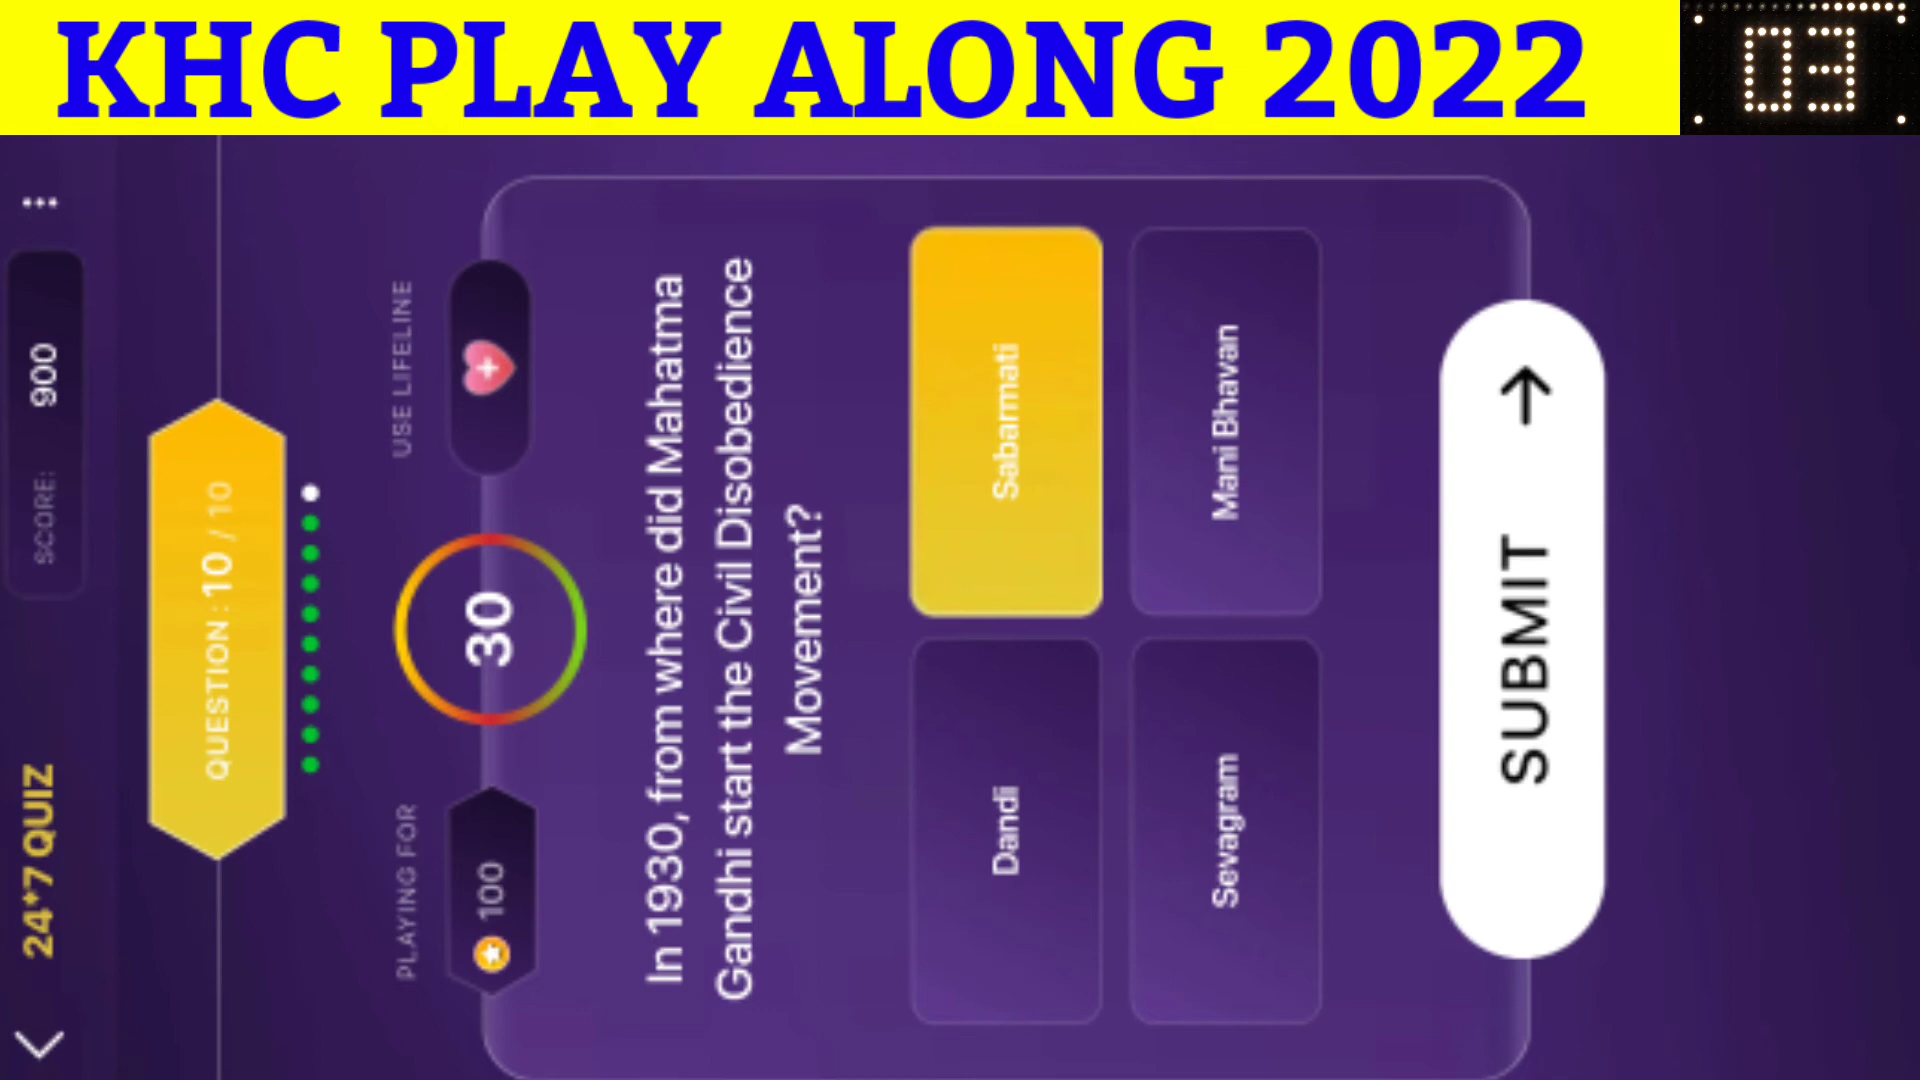 KHC PLAY ALONG 2022
03
24*7 QUIZ
SCORE: 900
QUESTION : 10 / 10
PLAYING FOR
100
30
USE LIFELINE
In 1930, from where did Mahatma
Gandhi start the Civil Disobedience
Movement?
Dandi
Sabarmati
Sevagram
Mani Bhavan
SUBMIT